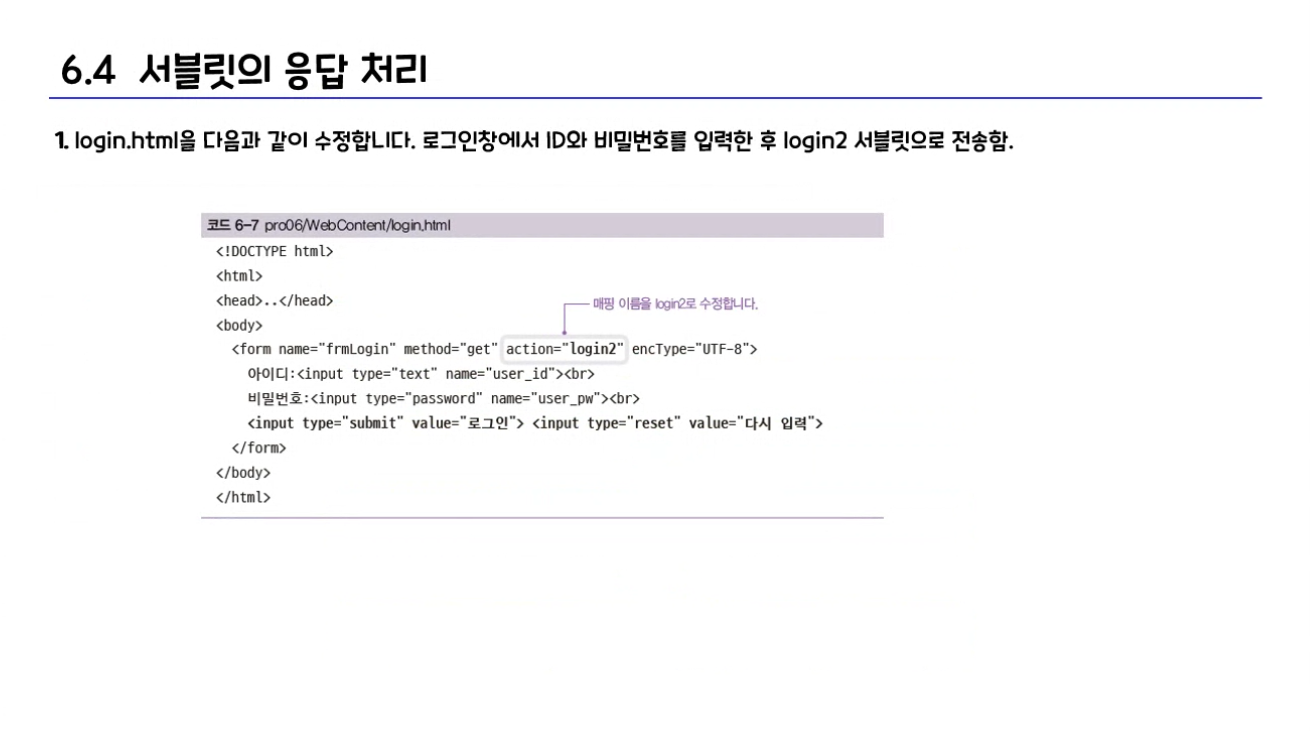 6.4 서블릿의 응답 처리
1. login.html을 다음과 같이 수정합니다. 로그인창에서 ID와 비밀번호를 입력한 후 login2 서블릿으로 전송함.
코드 6-7 pro06/WebContent/login.html
<!DOCTYPE html>
<html>
<head>..</head>
매핑 이름을 login2로 수정합니다.
<body>
<form name="frmLogin" method="get" action="login2" encType="UTF-8">
아이디:<input type="text" name="user_id"><br>
비밀번호:<input type="password" name="user_pw"><br>
<input type="submit" value="로그인"> <input type="reset" value="다시 입력">
</form>
</body>
</html>